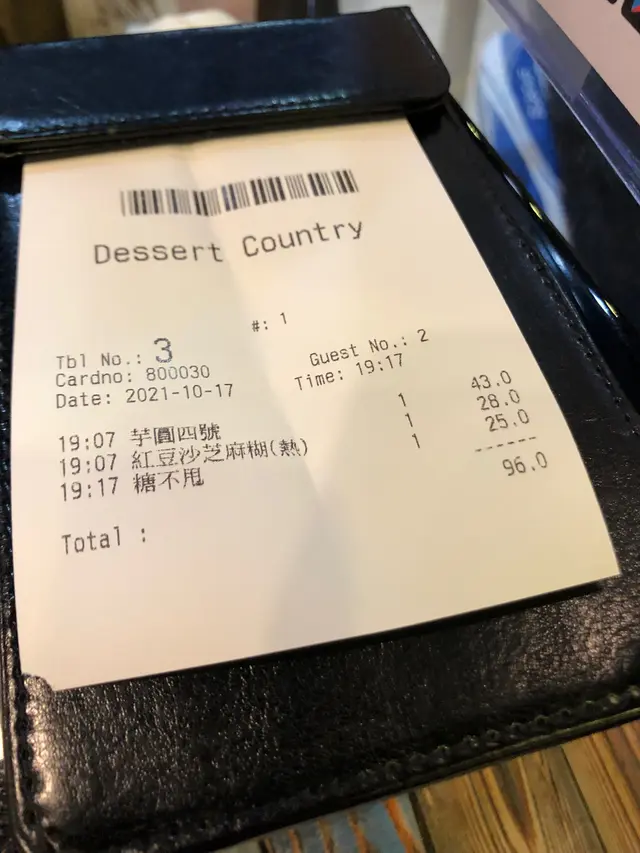 Dessert Country
#: 1
Tbl No.: 3
Guest No.: 2
Cardno: 800030
Time: 19:17
Date: 2021-10-17
19:07 芋圓四號 1 43.0
19:07 紅豆沙芝麻糊(熱) 1 28.0
19:17 糖不甩 1 25.0
------
Total : 96.0